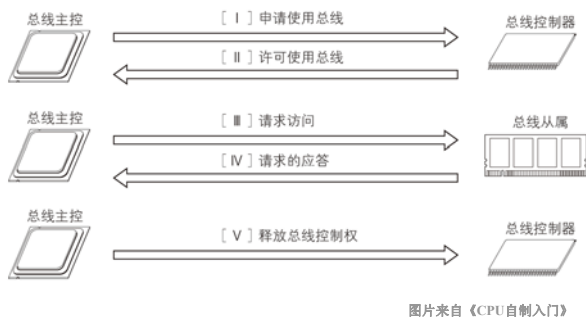 总线主控
[Ⅰ]申请使用总线
总线控制器
[Ⅱ]许可使用总线
总线主控
[Ⅲ]请求访问
总线从属
[Ⅳ]请求的应答
总线主控
[Ⅴ]释放总线控制权
总线控制器
图片来自《CPU自制入门》